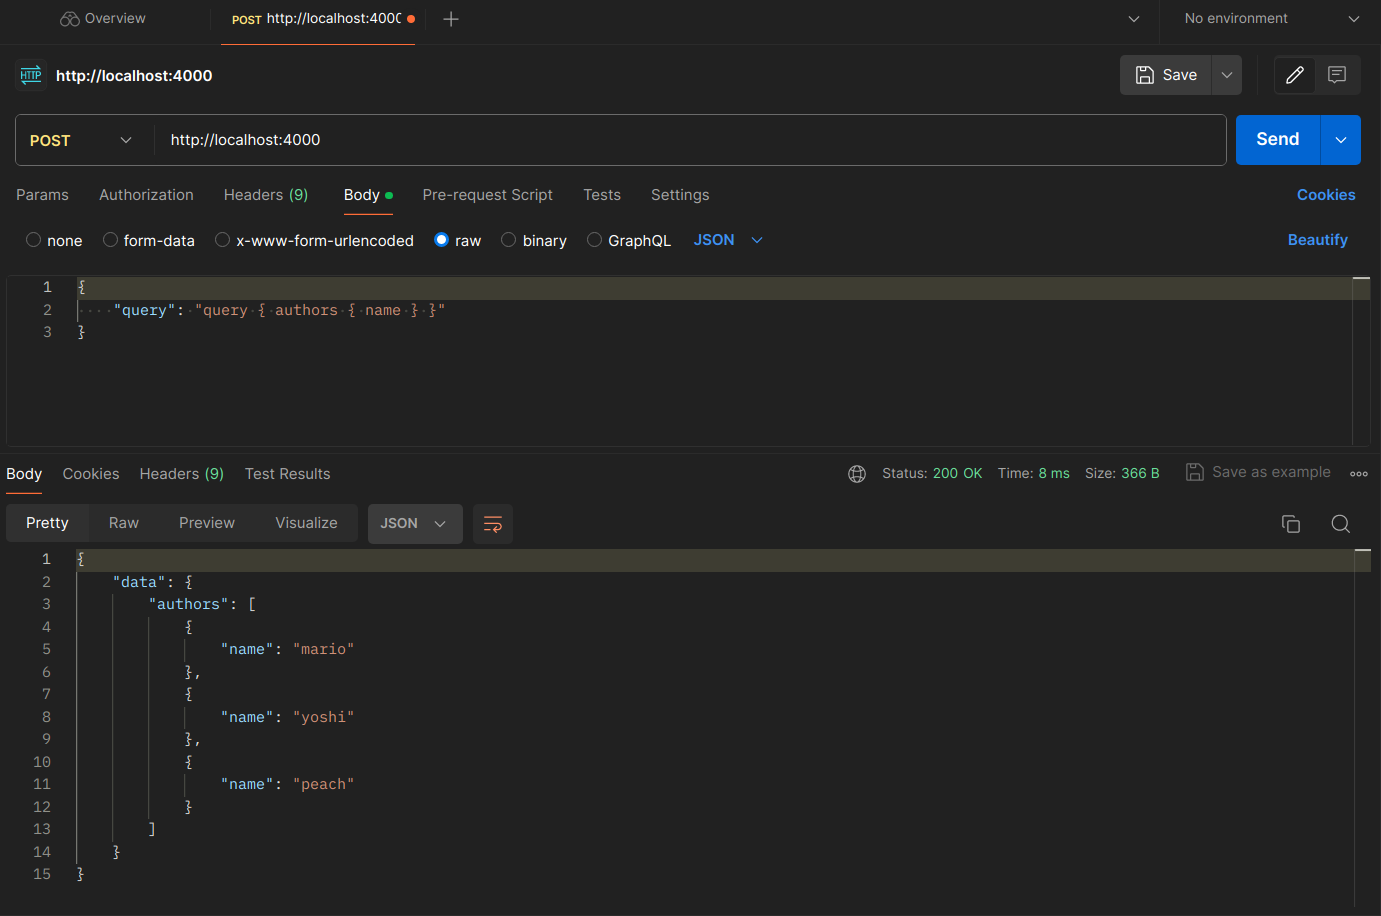 Overview
POST http://localhost:400
No environment
HTTP
http://localhost:4000
Save
POST
http://localhost:4000
Send
Params Authorization Headers (9) Body Pre-request Script Tests Settings Cookies
none form-data x-www-form-urlencoded raw binary GraphQL JSON Beautify
1 {
2 "query": "query { authors { name } }"
3 }
Body Cookies Headers (9) Test Results Status: 200 OK Time: 8 ms Size: 366 B Save as example
Pretty Raw Preview Visualize JSON
1 {
2 "data": {
3 "authors": [
4 {
5 "name": "mario"
6 },
7 {
8 "name": "yoshi"
9 },
10 {
11 "name": "peach"
12 }
13 ]
14 }
15 }